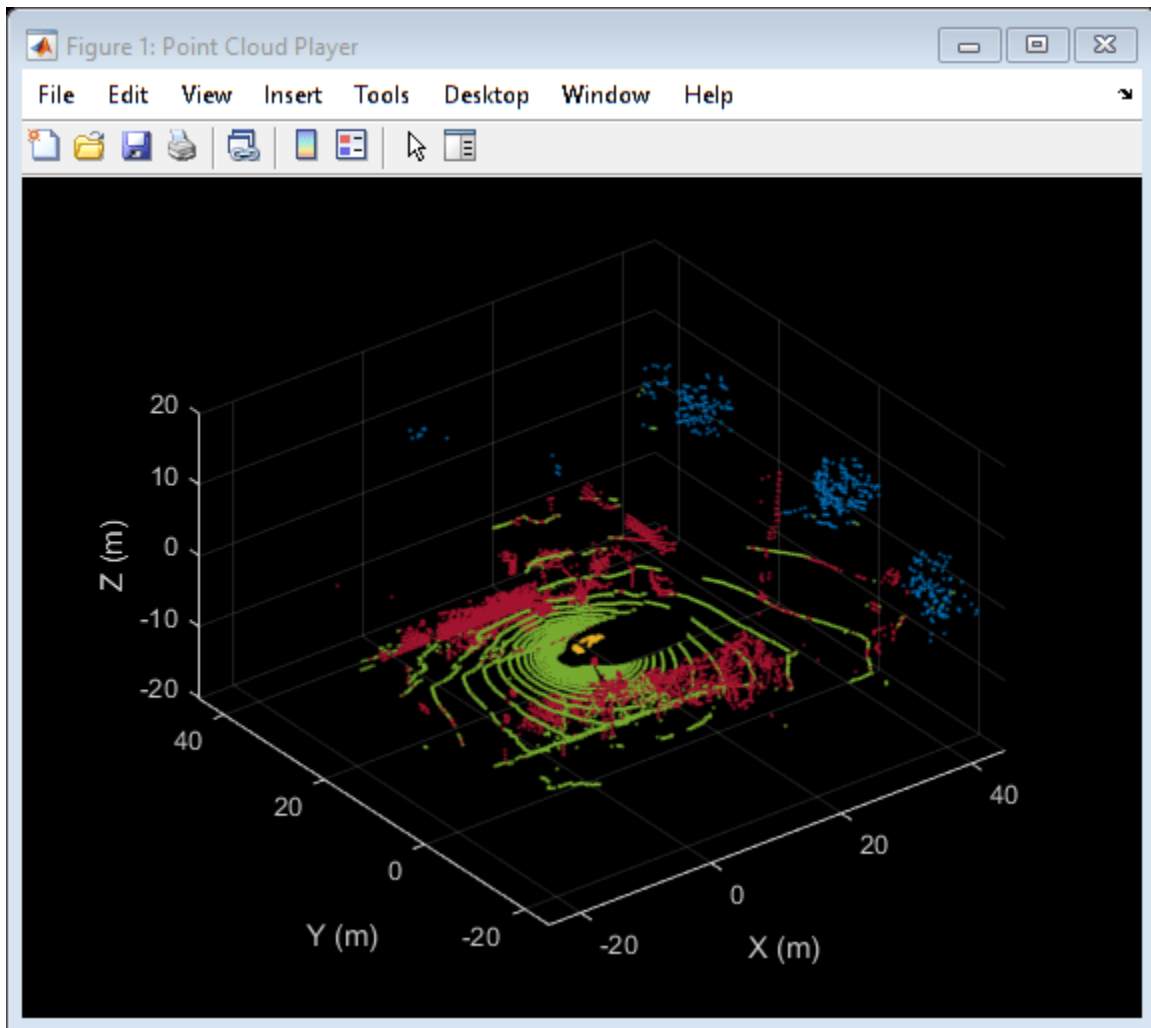 Figure 1: Point Cloud Player
File Edit View Insert Tools Desktop Window Help
20
10
0
-10
-20
Z (m)
40
20
0
-20
Y (m)
-20
0
20
40
X (m)